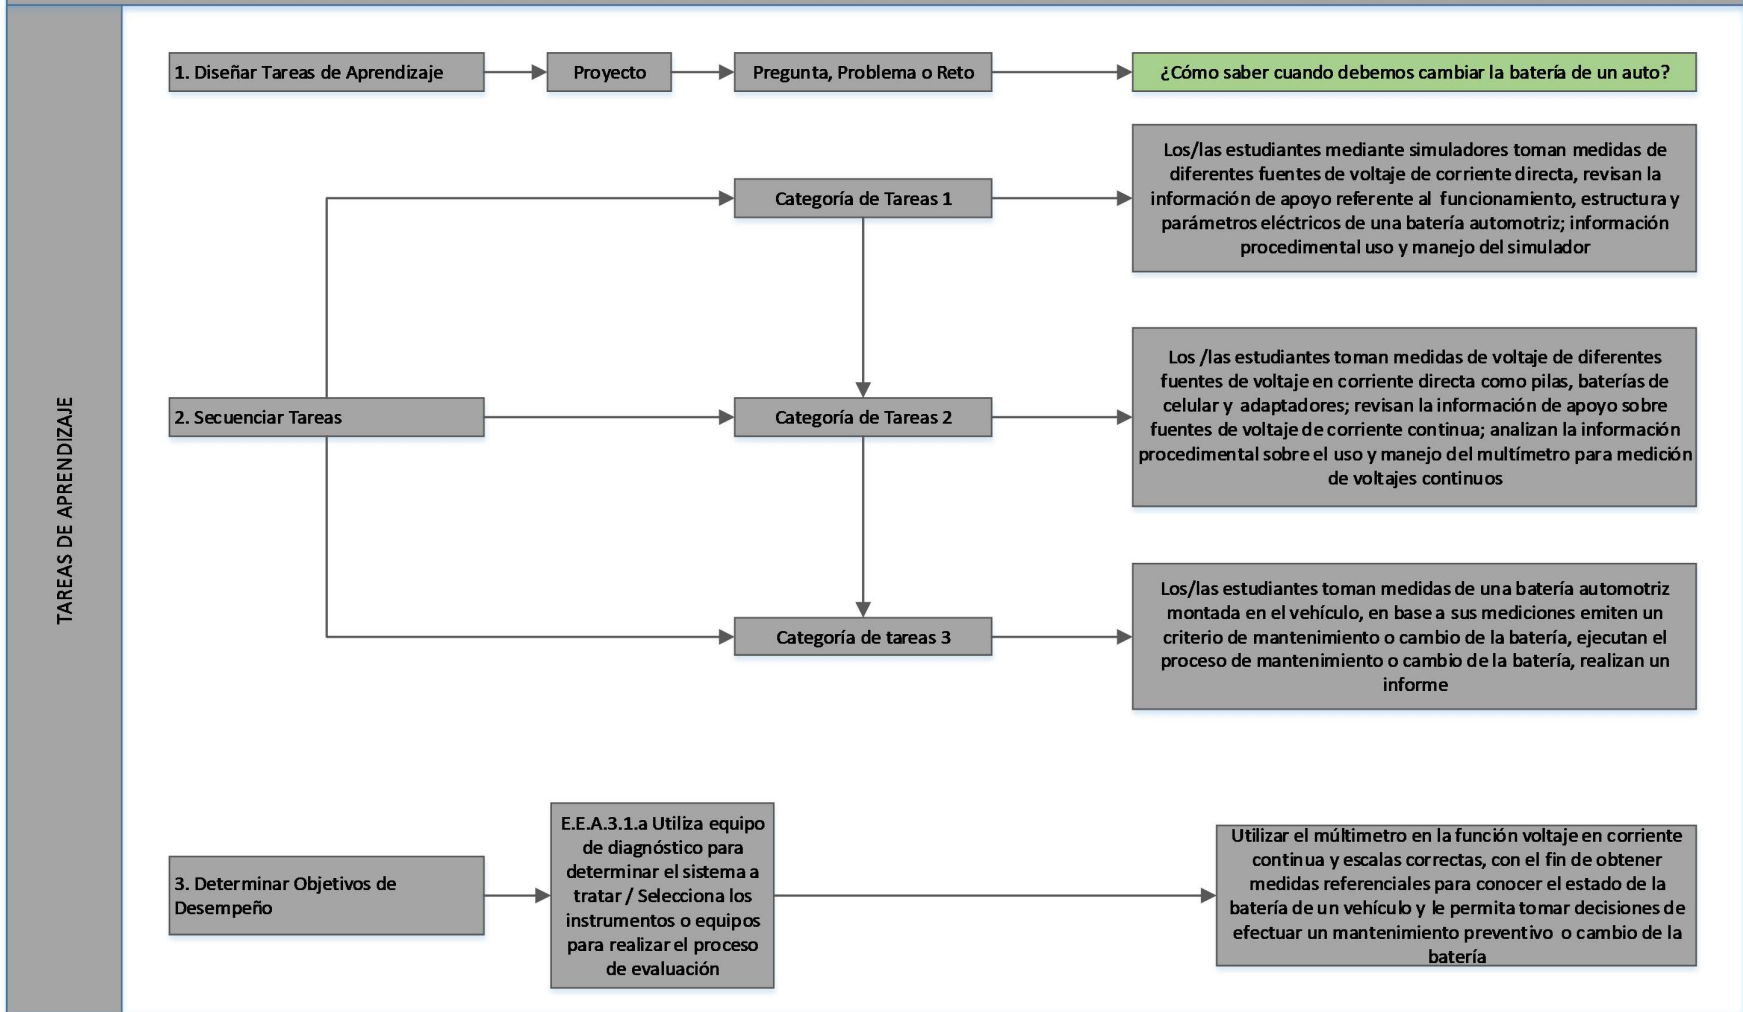 TAREAS DE APRENDIZAJE
1. Diseñar Tareas de Aprendizaje
Proyecto
Pregunta, Problema o Reto
¿Cómo saber cuando debemos cambiar la batería de un auto?
Categoría de Tareas 1
Los/las estudiantes mediante simuladores toman medidas de
diferentes fuentes de voltaje de corriente directa, revisan la
información de apoyo referente al funcionamiento, estructura y
parámetros eléctricos de una batería automotriz; información
procedimental uso y manejo del simulador
2. Secuenciar Tareas
Categoría de Tareas 2
Los /las estudiantes toman medidas de voltaje de diferentes
fuentes de voltaje en corriente directa como pilas, baterías de
celular y adaptadores; revisan la información de apoyo sobre
fuentes de voltaje de corriente continua; analizan la información
procedimental sobre el uso y manejo del multímetro para medición
de voltajes continuos
Categoría de tareas 3
Los/las estudiantes toman medidas de una batería automotriz
montada en el vehículo, en base a sus mediciones emiten un
criterio de mantenimiento o cambio de la batería, ejecutan el
proceso de mantenimiento o cambio de la batería, realizan un
informe
3. Determinar Objetivos de
Desempeño
E.E.A.3.1.a Utiliza equipo
de diagnóstico para
determinar el sistema a
tratar / Selecciona los
instrumentos o equipos
para realizar el proceso
de evaluación
Utilizar el múltimetro en la función voltaje en corriente
continua y escalas correctas, con el fin de obtener
medidas referenciales para conocer el estado de la
batería de un vehículo y le permita tomar decisiones de
efectuar un mantenimiento preventivo o cambio de la
batería